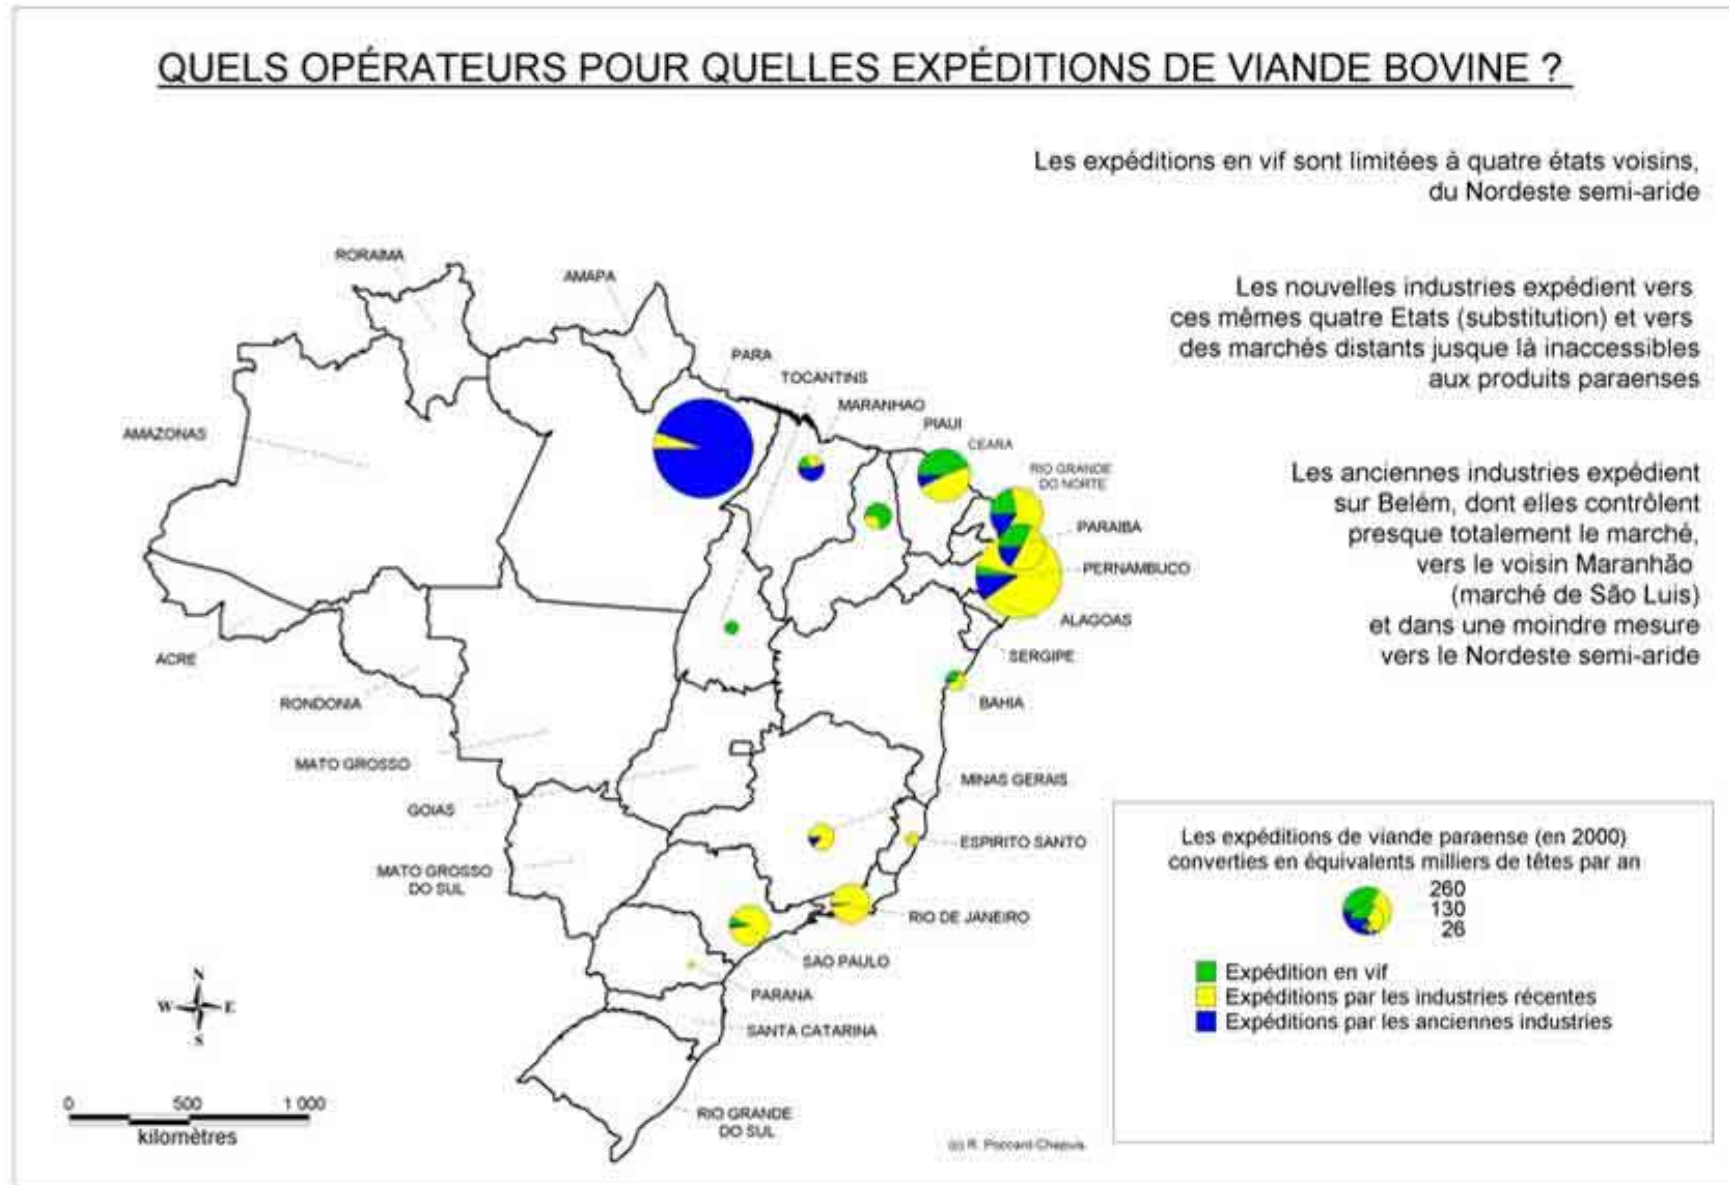 QUELS OPÉRATEURS POUR QUELLES EXPÉDITIONS DE VIANDE BOVINE ?
Les expéditions en vif sont limitées à quatre états voisins,
du Nordeste semi-aride
Les nouvelles industries expédient vers
ces mêmes quatre Etats (substitution) et vers
des marchés distants jusque là inaccessibles
aux produits paraenses
Les anciennes industries expédient
sur Belém, dont elles contrôlent
presque totalement le marché,
vers le voisin Maranhão
(marché de São Luis)
et dans une moindre mesure
vers le Nordeste semi-aride
RORAIMA
AMAPA
PARA
TOCANTINS
MARANHAO
PIAUI
CEARA
RIO GRANDE
DO NORTE
AMAZONAS
PARAIBA
PERNAMBUCO
ALAGOAS
SERGIPE
ACRE
RONDONIA
BAHIA
MATO GROSSO
GOIAS
MINAS GERAIS
ESPIRITO SANTO
MATO GROSSO
DO SUL
RIO DE JANEIRO
SAO PAULO
PARANA
SANTA CATARINA
RIO GRANDE
DO SUL
Les expéditions de viande paraense (en 2000)
converties en équivalents milliers de têtes par an
260
130
26
Expédition en vif
Expéditions par les industries récentes
Expéditions par les anciennes industries
N
W E
S
0 500 1 000
kilomètres
(c) R. Poccard-Chapuis